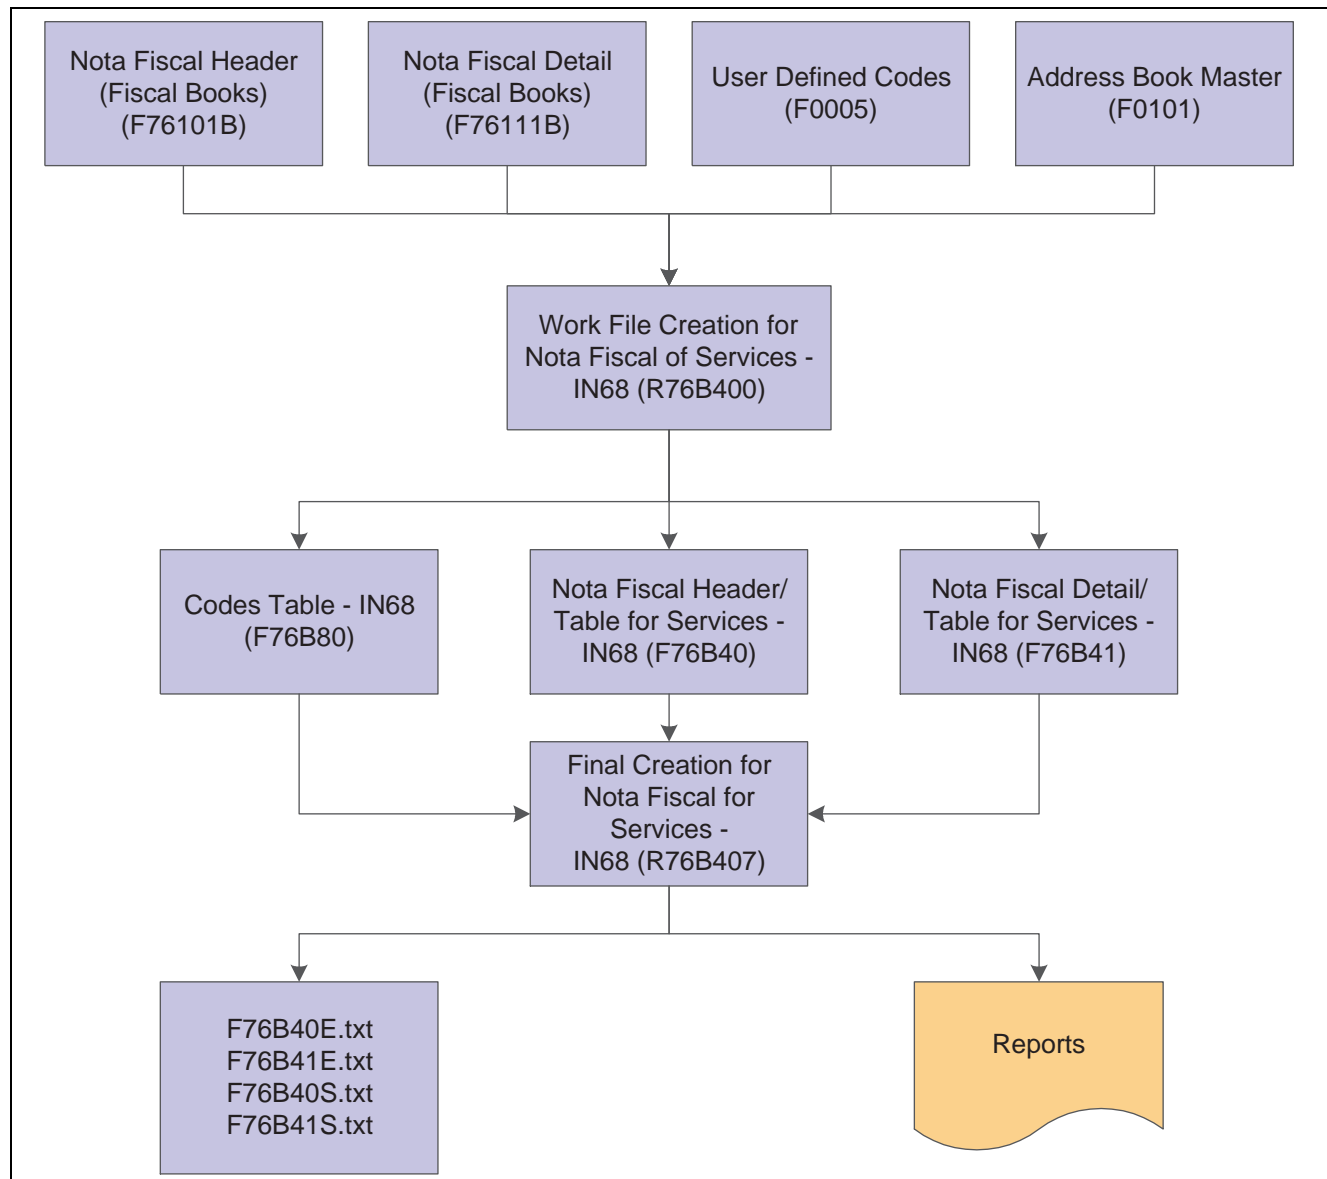 Nota Fiscal Header
(Fiscal Books)
(F76101B)
Nota Fiscal Detail
(Fiscal Books)
(F76111B)
User Defined Codes
(F0005)
Address Book Master
(F0101)
Work File Creation for
Nota Fiscal of Services -
IN68 (R76B400)
Codes Table - IN68
(F76B80)
Nota Fiscal Header/
Table for Services -
IN68 (F76B40)
Nota Fiscal Detail/
Table for Services -
IN68 (F76B41)
Final Creation for
Nota Fiscal for
Services -
IN68 (R76B407)
F76B40E.txt
F76B41E.txt
F76B40S.txt
F76B41S.txt
Reports